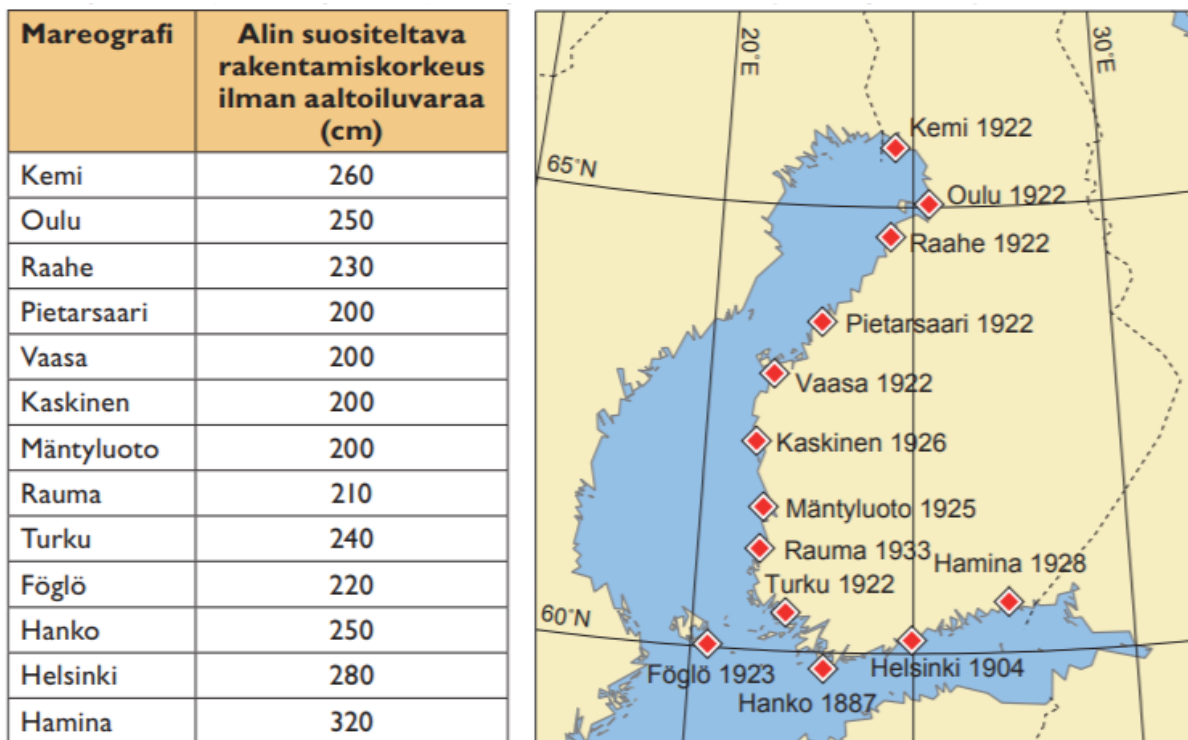 Mareografi Alin suositeltava
rakentamiskorkeus
ilman aaltoiluvaraa
(cm)
Kemi 260
Oulu 250
Raahe 230
Pietarsaari 200
Vaasa 200
Kaskinen 200
Mäntyluoto 200
Rauma 210
Turku 240
Föglö 220
Hanko 250
Helsinki 280
Hamina 320
20°E
30°E
Kemi 1922
65°N
Oulu 1922
Raahe 1922
Pietarsaari 1922
Vaasa 1922
Kaskinen 1926
Mäntyluoto 1925
Rauma 1933
Hamina 1928
Turku 1922
60°N
Föglö 1923
Helsinki 1904
Hanko 1887